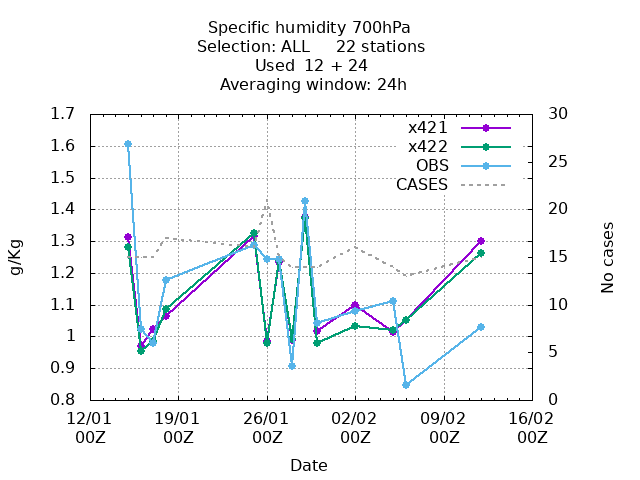 Specific humidity 700hPa
Selection: ALL     22 stations
Used  12 + 24
Averaging window: 24h
x421
x422
OBS
CASES
g/Kg
1.7
1.6
1.5
1.4
1.3
1.2
1.1
1
0.9
0.8
30
25
20
15
10
5
0
No cases
12/01 19/01 26/01 02/02 09/02 16/02
00Z 00Z 00Z 00Z 00Z 00Z
Date